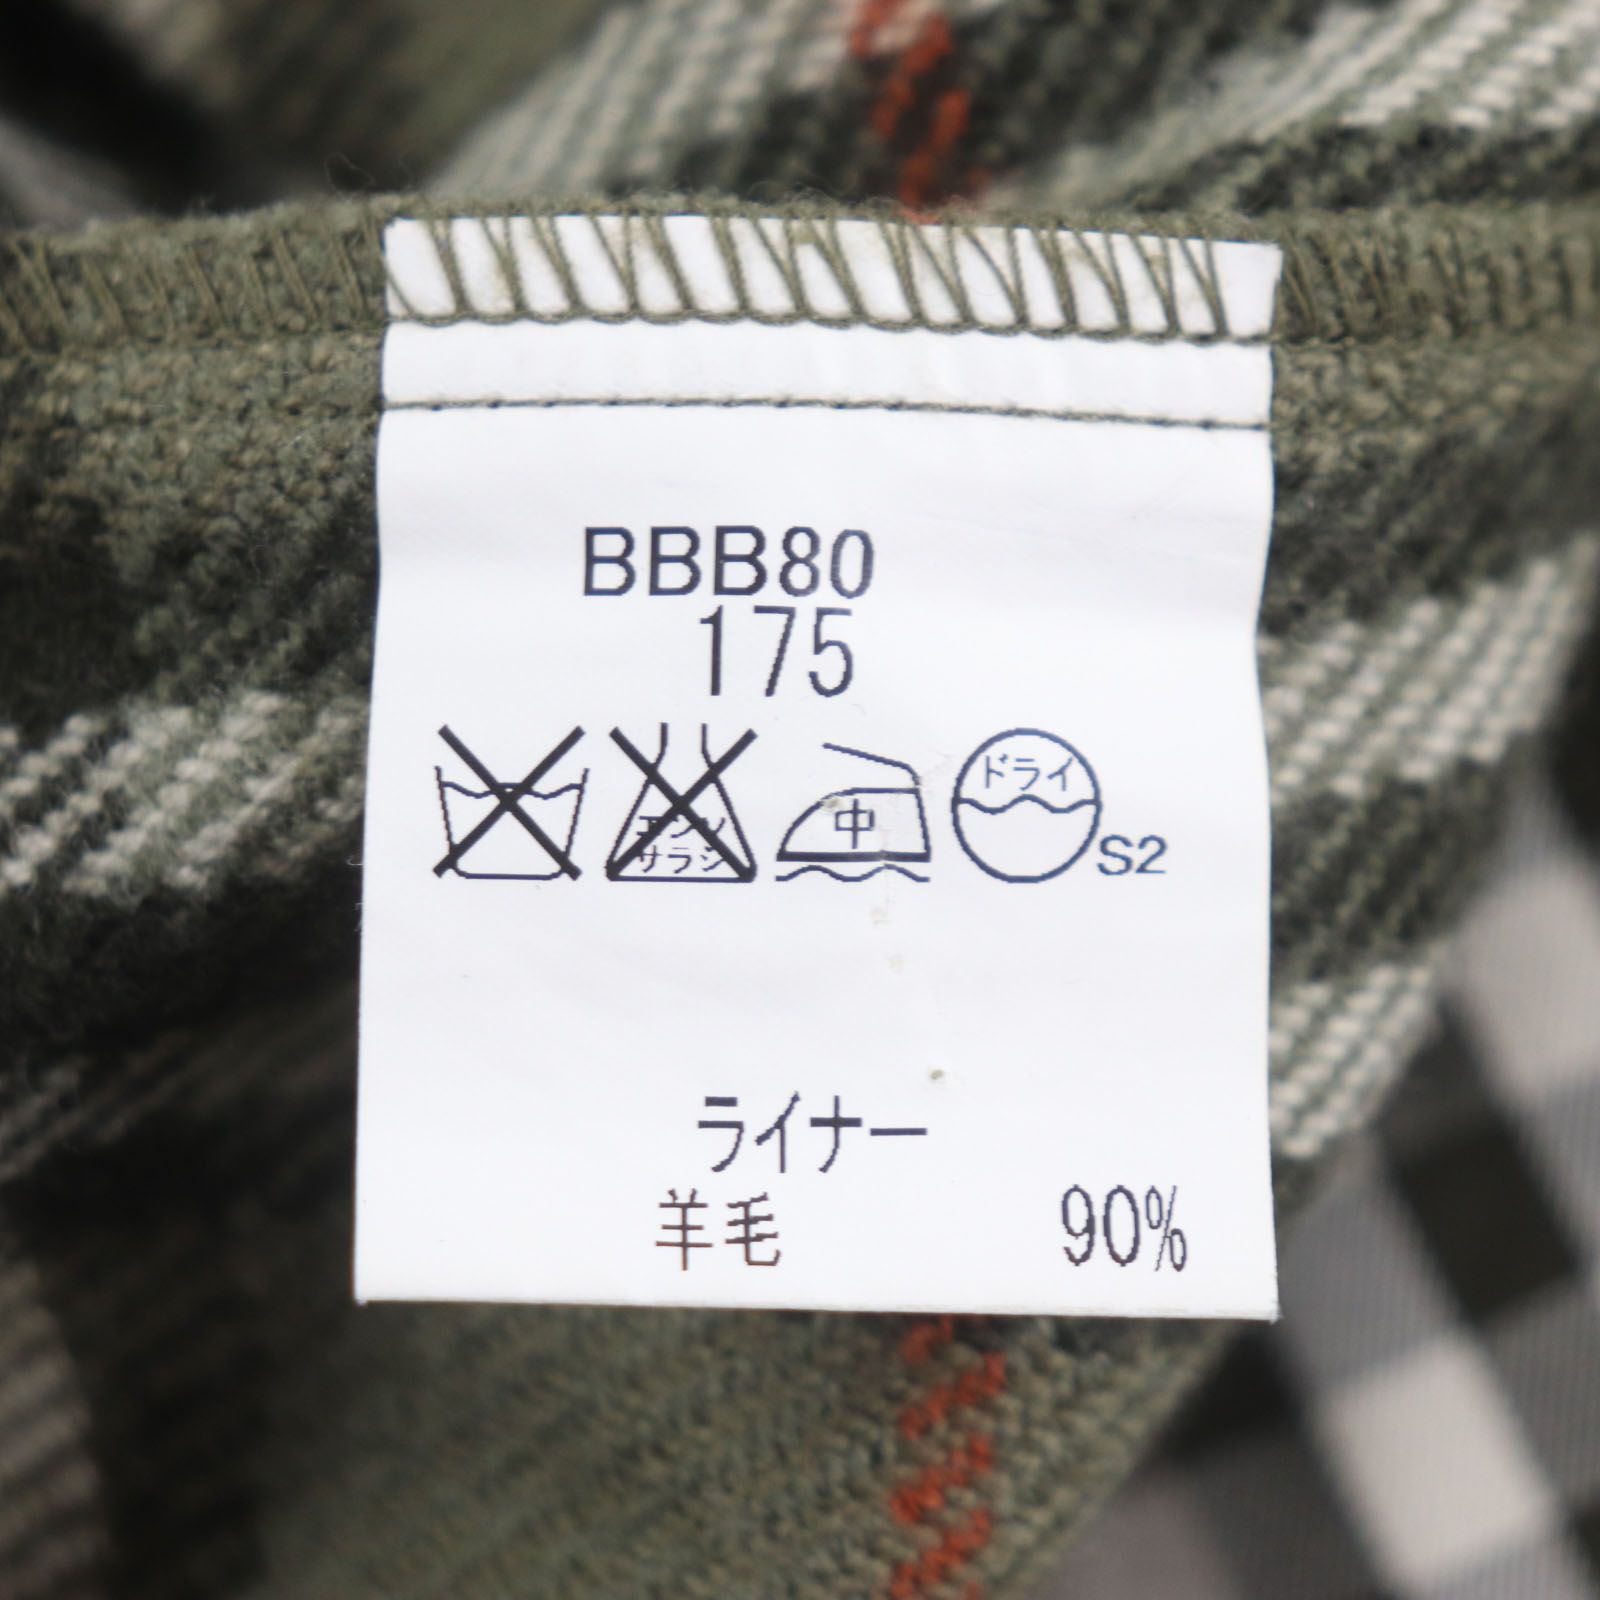 BBB80
175
エンソ
サラシ
中
ドライ
S2
ライナー
羊毛 90%